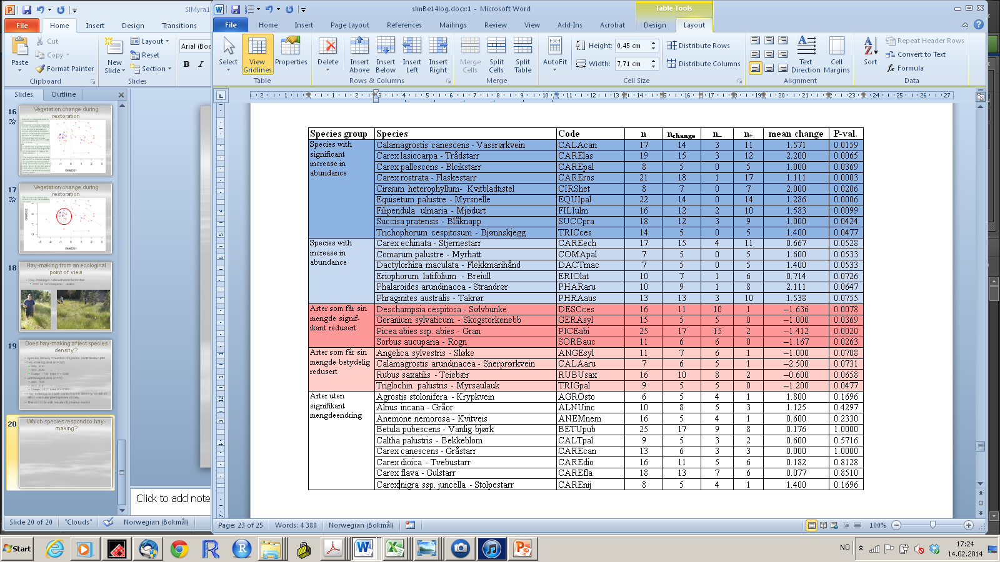 SlMyra1
slmBe14log.docx:1 - Microsoft Word
Table Tools
File
Home
Insert
Design
Transitions
File
Home
Insert
Page Layout
References
Mailings
Review
View
Add-Ins
Acrobat
Design
Layout
Paste
Cut
Copy
Format Painter
Clipboard
New Slide
Layout
Reset
Section
Slides
Arial (Boc
B I
Select
View Gridlines
Properties
Table
Delete
Insert Above
Insert Below
Insert Left
Insert Right
Rows & Columns
Merge Cells
Split Cells
Split Table
Merge
AutoFit
Height: 0,45 cm
Width: 7,71 cm
Distribute Rows
Distribute Columns
Cell Size
Text Direction
Cell Margins
Alignment
Sort
Repeat Header Rows
Convert to Text
Formula
Data
Slides
Outline
16
Vegetation change during restoration
17
Vegetation change during restoration
18
Hay-making from an ecological point of view
19
Does hay-making affect species density?
20
Which species respond to hay-making?
Click to add note
Species group Species Code n nchange n– n+ mean change P-val.
Species with significant increase in abundance
Calamagrostis canescens - Vassrørkvein CALAcan 17 14 3 11 1.571 0.0159
Carex lasiocarpa - Trådstarr CARElas 19 15 3 12 2.200 0.0065
Carex pallescens - Bleikstarr CAREpal 8 5 0 5 1.000 0.0369
Carex rostrata - Flaskestarr CAREros 21 18 1 17 1.111 0.0003
Cirsium heterophyllum- Kvitbladtistel CIRShet 8 7 0 7 2.000 0.0206
Equisetum palustre - Myrsnelle EQUIpal 22 14 0 14 1.286 0.0006
Filipendula ulmaria - Mjødurt FILIulm 16 12 2 10 1.583 0.0099
Succisa pratensis - Blåknapp SUCCpra 18 12 3 9 1.000 0.0424
Trichophorum cespitosum - Bjønnskjegg TRICces 14 5 0 5 1.400 0.0477
Species with increase in abundance
Carex echinata - Stjernestarr CAREech 17 15 4 11 0.667 0.0528
Comarum palustre - Myrhatt COMApal 7 5 0 5 1.600 0.0533
Dactylorhiza maculata - Flekkmarihånd DACTmac 7 5 0 5 1.400 0.0533
Eriophorum latifolium - Breiull ERIOlat 10 7 1 6 0.714 0.0726
Phalaroides arundinacea - Strandrør PHARaru 10 9 1 8 2.111 0.0647
Phragmites australis - Takrør PHRAaus 13 13 3 10 1.538 0.0755
Arter som får sin mengde signif-ikant redusert
Deschampsia cespitosa - Sølvbunke DESCces 16 11 10 1 –1.636 0.0078
Geranium sylvaticum - Skogstorkenebb GERAsyl 15 5 5 0 –1.000 0.0369
Picea abies ssp. abies - Gran PICEabi 25 17 15 2 –1.412 0.0020
Sorbus aucuparia - Rogn SORBauc 11 6 6 0 –1.167 0.0263
Arter som får sin mengde betydelig redusert
Angelica sylvestris - Sløke ANGEsyl 11 7 6 1 –1.000 0.0708
Calamagrostis arundinacea - Snerprørkvein CALAaru 7 6 5 1 –2.500 0.0731
Rubus saxatilis - Teiebær RUBUsax 16 10 8 2 –0.600 0.0658
Triglochin palustris - Myrsaulauk TRIGpal 9 5 5 0 –1.200 0.0477
Arter uten signifikant mengdeendring
Agrostis stolonifera - Krypkvein AGROsto 6 5 4 1 1.800 0.1696
Alnus incana - Gråor ALNUinc 10 8 5 3 1.125 0.4297
Anemone nemorosa - Kvitveis ANEMnem 16 5 4 1 0.600 0.2330
Betula pubescens - Vanlig bjørk BETUpub 25 17 9 8 0.176 1.0000
Caltha palustris - Bekkeblom CALTpal 9 5 3 2 0.600 0.5716
Carex canescens - Gråstarr CAREcan 13 6 3 3 0.000 1.0000
Carex dioica - Tvebustarr CAREdio 16 11 5 6 0.182 0.8128
Carex flava - Gulstarr CAREfla 18 13 7 6 0.077 0.8510
Carex nigra ssp. juncella - Stolpestarr CAREnij 8 5 4 1 1.400 0.1696
Slide 20 of 20
"Clouds"
Norwegian (Bokmål)
Page: 23 of 25
Words: 4 388
Norwegian (Bokmål)
100%
Start
NO
17:24
14.02.2014